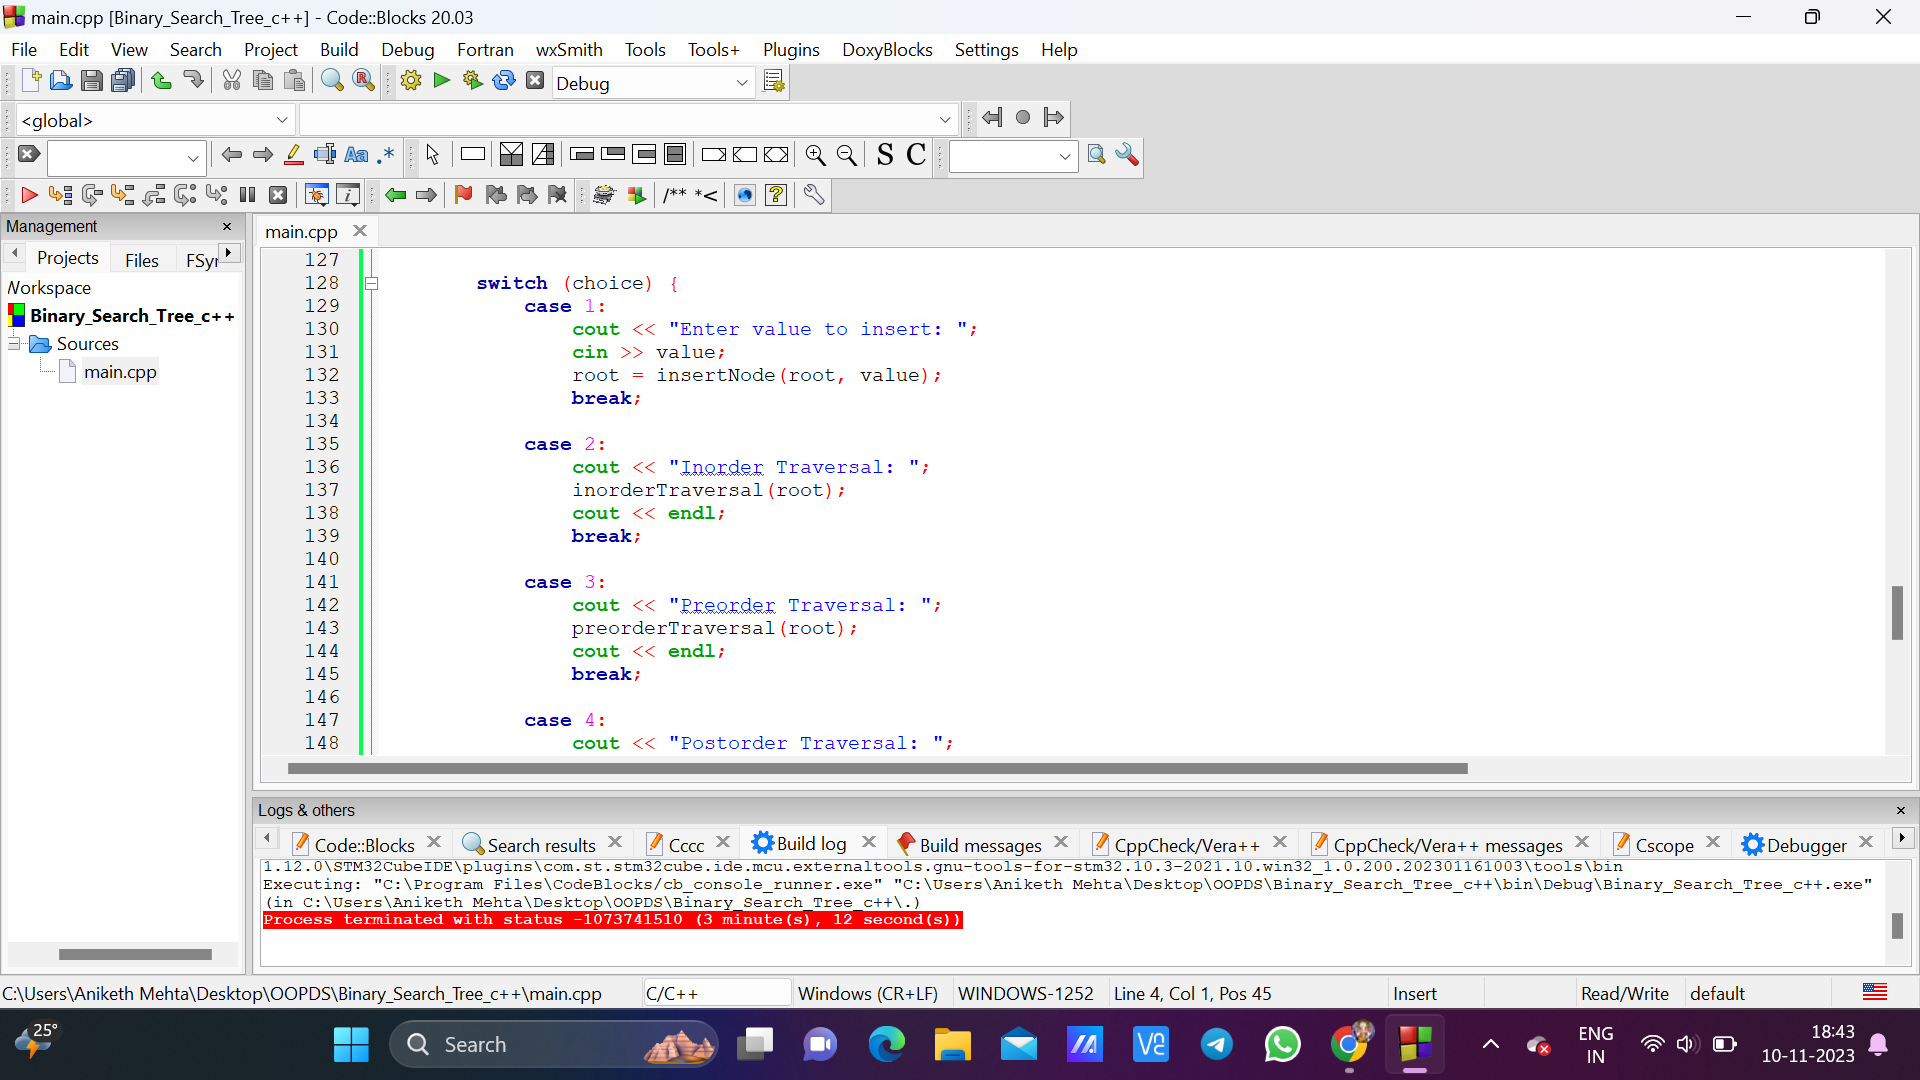 main.cpp [Binary_Search_Tree_c++] - Code::Blocks 20.03
File Edit View Search Project Build Debug Fortran wxSmith Tools Tools+ Plugins DoxyBlocks Settings Help
Debug
<global>
Aa .* S C
/** *<
Management
main.cpp
Projects Files FSyr
Workspace
Binary_Search_Tree_c++
Sources
main.cpp
127
128 switch (choice) {
129 case 1:
130 cout << "Enter value to insert: ";
131 cin >> value;
132 root = insertNode(root, value);
133 break;
134
135 case 2:
136 cout << "Inorder Traversal: ";
137 inorderTraversal(root);
138 cout << endl;
139 break;
140
141 case 3:
142 cout << "Preorder Traversal: ";
143 preorderTraversal(root);
144 cout << endl;
145 break;
146
147 case 4:
148 cout << "Postorder Traversal: ";
Logs & others
Code::Blocks Search results Cccc Build log Build messages CppCheck/Vera++ CppCheck/Vera++ messages Cscope Debugger
1.12.0\STM32CubeIDE\plugins\com.st.stm32cube.ide.mcu.externaltools.gnu-tools-for-stm32.10.3-2021.10.win32_1.0.200.202301161003\tools\bin
Executing: "C:\Program Files\CodeBlocks/cb_console_runner.exe" "C:\Users\Aniketh Mehta\Desktop\OOPDS\Binary_Search_Tree_c++\bin\Debug\Binary_Search_Tree_c++.exe"
(in C:\Users\Aniketh Mehta\Desktop\OOPDS\Binary_Search_Tree_c++\.)
Process terminated with status -1073741510 (3 minute(s), 12 second(s))
C:\Users\Aniketh Mehta\Desktop\OOPDS\Binary_Search_Tree_c++\main.cpp C/C++ Windows (CR+LF) WINDOWS-1252 Line 4, Col 1, Pos 45 Insert Read/Write default
25°
Search
ENG
IN
18:43
10-11-2023